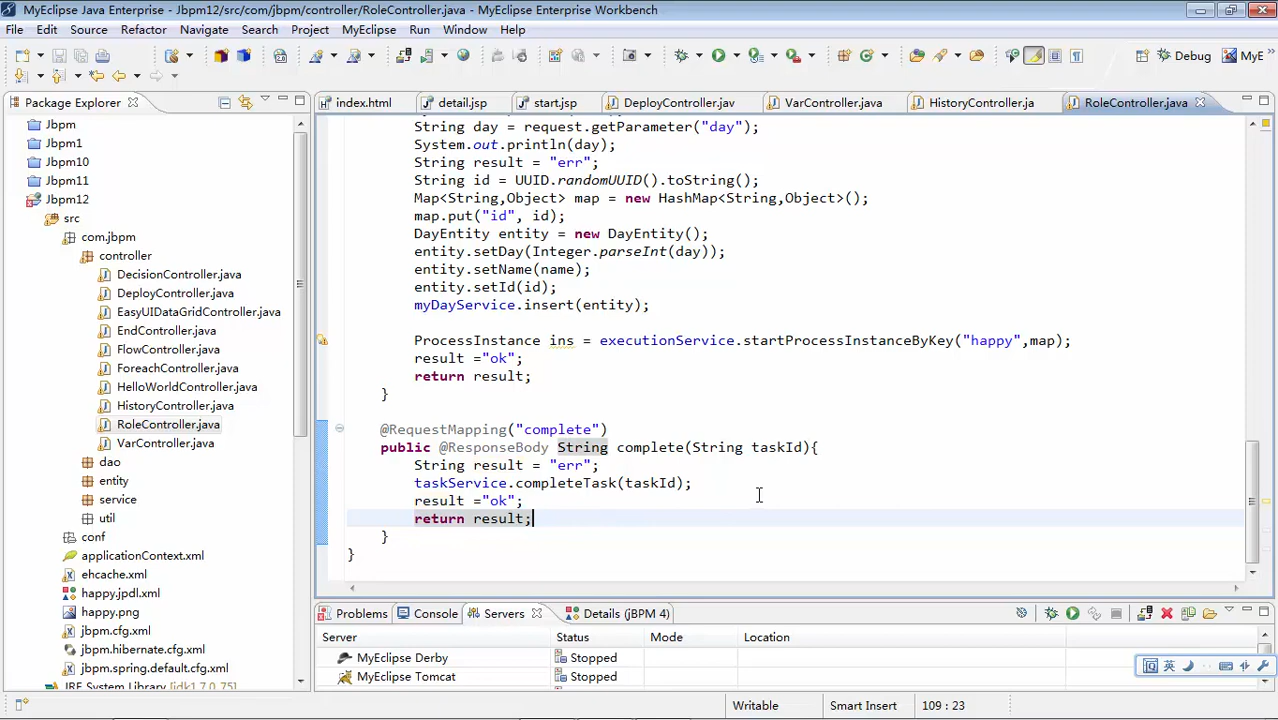 MyEclipse Java Enterprise - Jbpm12/src/com/jbpm/controller/RoleController.java - MyEclipse Enterprise Workbench
File Edit Source Refactor Navigate Search Project MyEclipse Run Window Help
Debug MyE
Package Explorer
index.html detail.jsp start.jsp DeployController.jav VarController.java HistoryController.ja RoleController.java
Jbpm
Jbpm1
Jbpm10
Jbpm11
Jbpm12
src
com.jbpm
controller
DecisionController.java
DeployController.java
EasyUIDataGridController.java
EndController.java
FlowController.java
ForeachController.java
HelloWorldController.java
HistoryController.java
RoleController.java
VarController.java
dao
entity
service
util
conf
applicationContext.xml
ehcache.xml
happy.jpdl.xml
happy.png
jbpm.cfg.xml
jbpm.hibernate.cfg.xml
jbpm.spring.default.cfg.xml
JRE System Library [jdk1.7.0_75]
String day = request.getParameter("day");
System.out.println(day);
String result = "err";
String id = UUID.randomUUID().toString();
Map<String,Object> map = new HashMap<String,Object>();
map.put("id", id);
DayEntity entity = new DayEntity();
entity.setDay(Integer.parseInt(day));
entity.setName(name);
entity.setId(id);
myDayService.insert(entity);
ProcessInstance ins = executionService.startProcessInstanceByKey("happy",map);
result ="ok";
return result;
}
@RequestMapping("complete")
public @ResponseBody String complete(String taskId){
String result = "err";
taskService.completeTask(taskId);
result ="ok";
return result;
}
}
Problems Console Servers Details (jBPM 4)
Server Status Mode Location
MyEclipse Derby Stopped
MyEclipse Tomcat Stopped
英
Writable Smart Insert 109 : 23